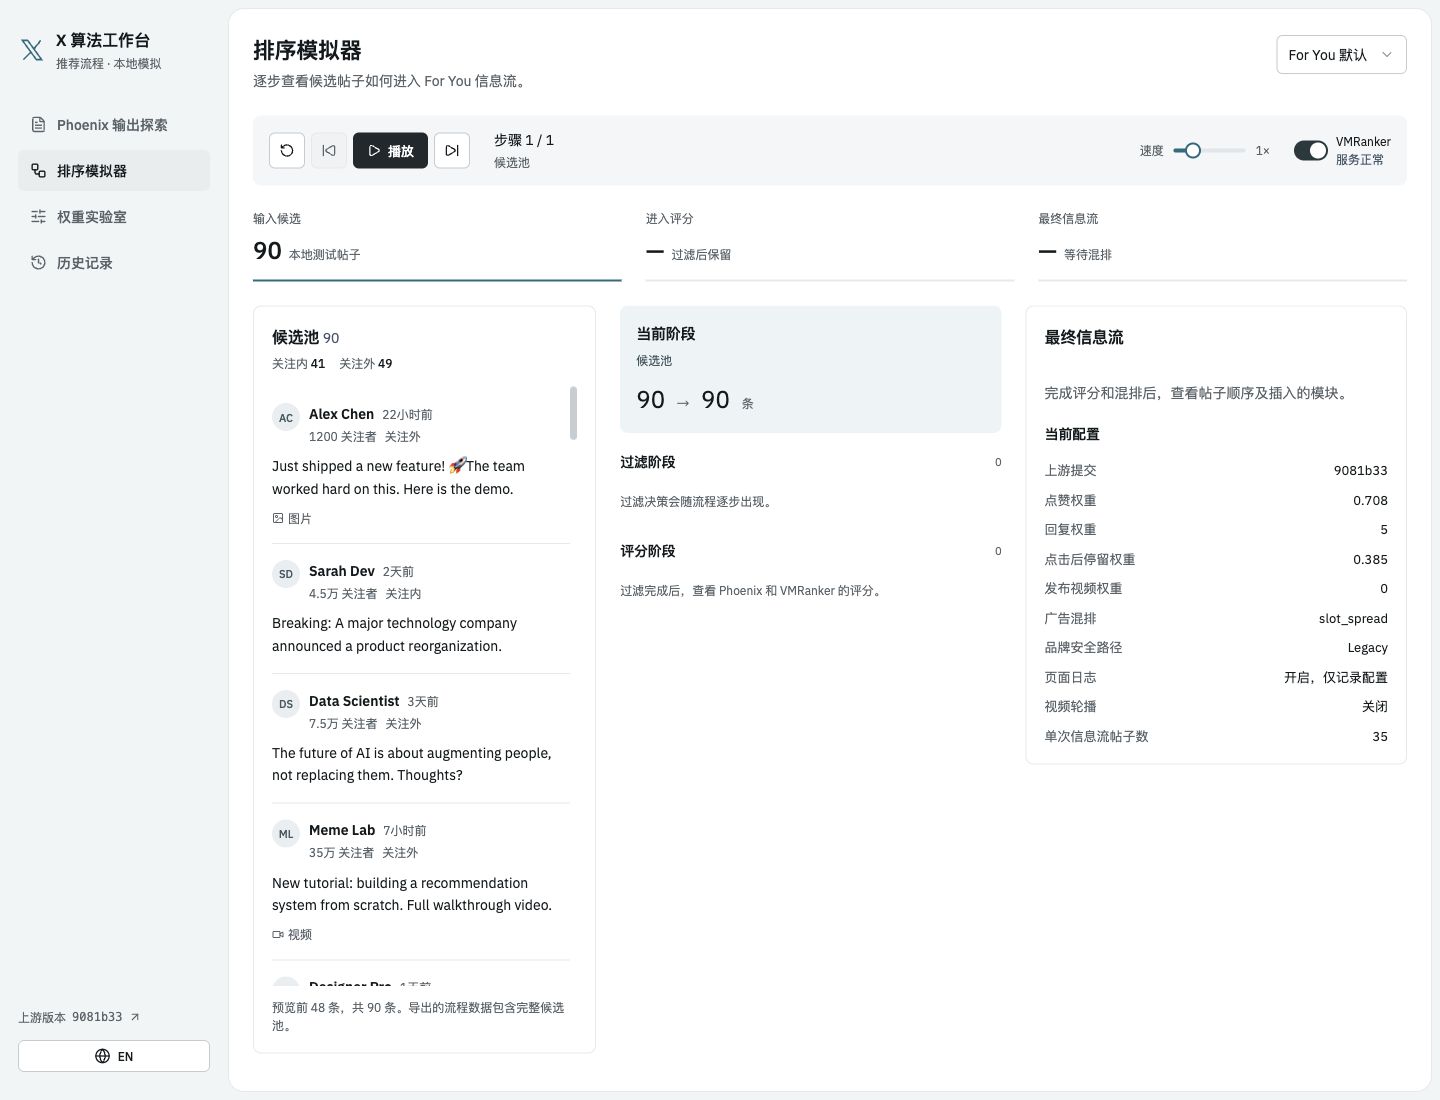 X 算法工作台
推荐流程 · 本地模拟
Phoenix 输出探索
排序模拟器
权重实验室
历史记录
上游版本 9081b33
EN
排序模拟器
逐步查看候选帖子如何进入 For You 信息流。
For You 默认
播放
步骤 1 / 1
候选池
速度
1×
VMRanker
服务正常
输入候选
90 本地测试帖子
进入评分
— 过滤后保留
最终信息流
— 等待混排
候选池 90
关注内 41 关注外 49
AC
Alex Chen 22小时前
1200 关注者 关注外
Just shipped a new feature! 🚀The team
worked hard on this. Here is the demo.
图片
SD
Sarah Dev 2天前
4.5万 关注者 关注内
Breaking: A major technology company
announced a product reorganization.
DS
Data Scientist 3天前
7.5万 关注者 关注外
The future of AI is about augmenting people,
not replacing them. Thoughts?
ML
Meme Lab 7小时前
35万 关注者 关注外
New tutorial: building a recommendation
system from scratch. Full walkthrough video.
视频
Designer Pro 1天前
预览前 48 条，共 90 条。导出的流程数据包含完整候选
池。
当前阶段
候选池
90 → 90 条
过滤阶段 0
过滤决策会随流程逐步出现。
评分阶段 0
过滤完成后，查看 Phoenix 和 VMRanker 的评分。
最终信息流
完成评分和混排后，查看帖子顺序及插入的模块。
当前配置
上游提交 9081b33
点赞权重 0.708
回复权重 5
点击后停留权重 0.385
发布视频权重 0
广告混排 slot_spread
品牌安全路径 Legacy
页面日志 开启，仅记录配置
视频轮播 关闭
单次信息流帖子数 35